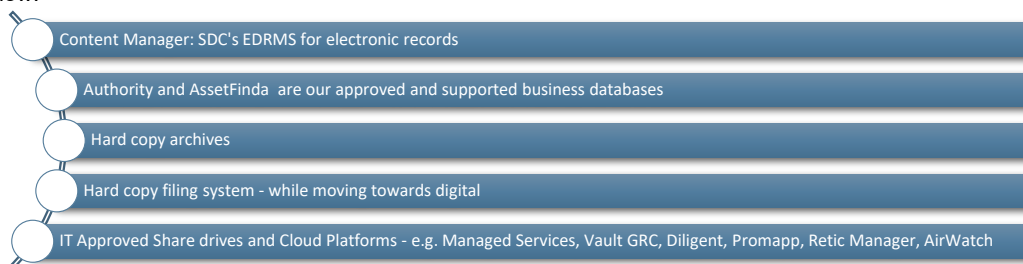 Content Manager: SDC's EDRMS for electronic records
Authority and AssetFinda are our approved and supported business databases
Hard copy archives
Hard copy filing system - while moving towards digital
IT Approved Share drives and Cloud Platforms - e.g. Managed Services, Vault GRC, Diligent, Promapp, Retic Manager, AirWatch